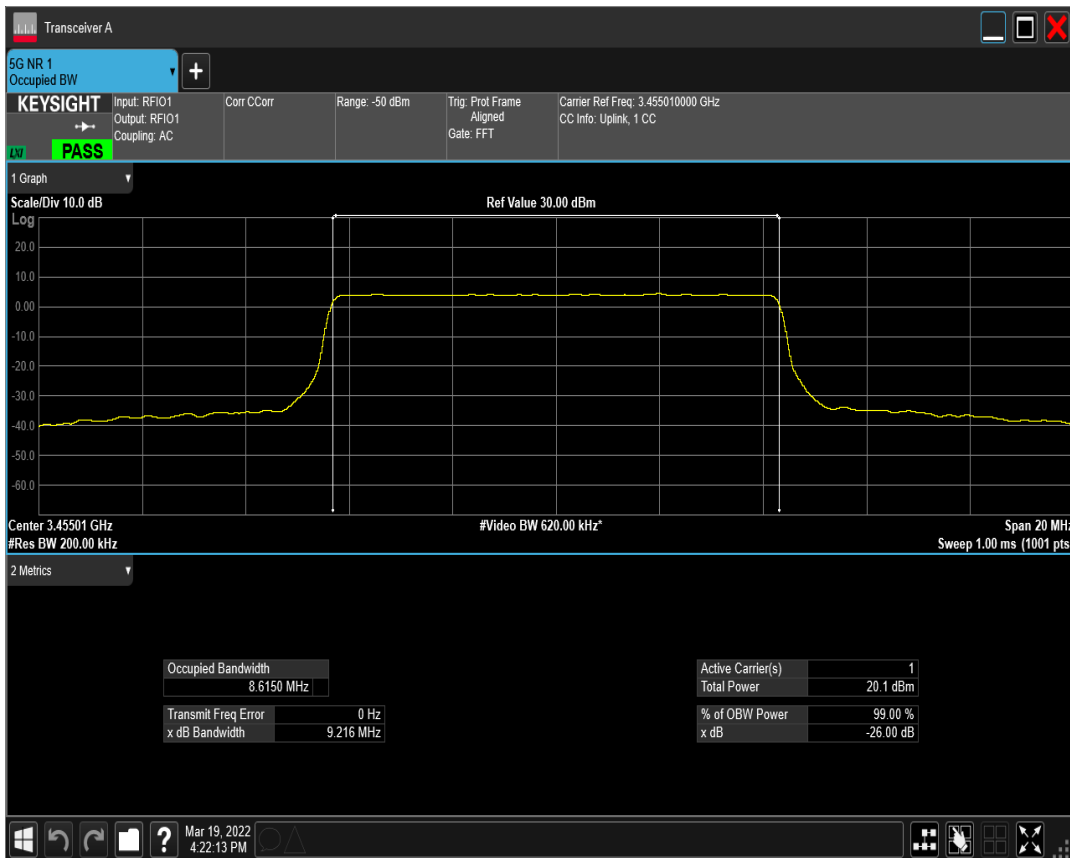 Transceiver A
5G NR 1
Occupied BW
KEYSIGHT
LXI
PASS
Input: RFIO1
Output: RFIO1
Coupling: AC
Corr CCorr
Range: -50 dBm
Trig: Prot Frame
Aligned
Gate: FFT
Carrier Ref Freq: 3.455010000 GHz
CC Info: Uplink, 1 CC
1 Graph
Scale/Div 10.0 dB
Ref Value 30.00 dBm
Log
20.0
10.0
0.00
-10.0
-20.0
-30.0
-40.0
-50.0
-60.0
Center 3.45501 GHz
#Video BW 620.00 kHz*
Span 20 MHz
#Res BW 200.00 kHz
Sweep 1.00 ms (1001 pts
2 Metrics
Occupied Bandwidth
8.6150 MHz
Transmit Freq Error 0 Hz
x dB Bandwidth 9.216 MHz
Active Carrier(s) 1
Total Power 20.1 dBm
% of OBW Power 99.00 %
x dB -26.00 dB
?
Mar 19, 2022
4:22:13 PM